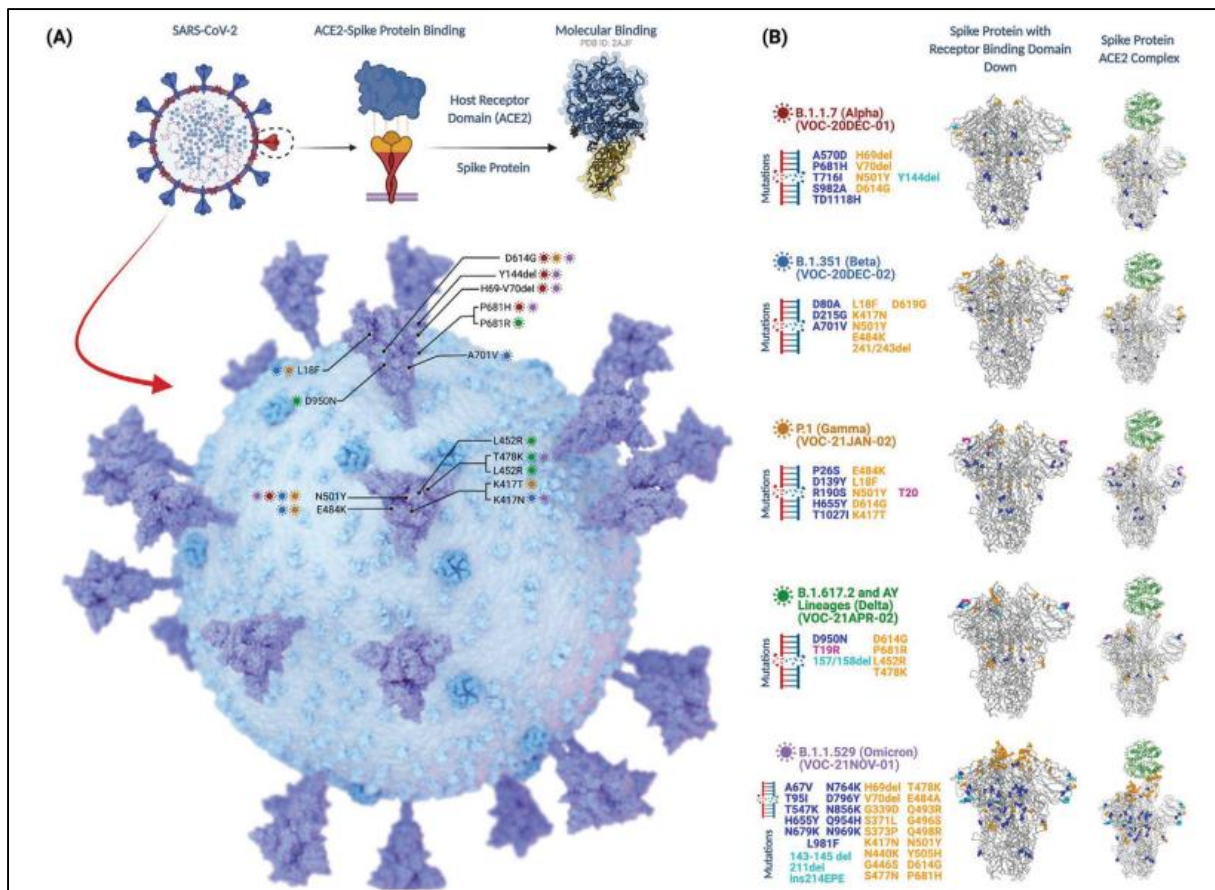 (A)
SARS-CoV-2
ACE2-Spike Protein Binding
Molecular Binding
PDB ID: 2AJF
Host Receptor
Domain (ACE2)
Spike Protein
D614G
Y144del
H69-V70del
P681H
P681R
A701V
L18F
D950N
L452R
T478K
L452R
K417T
K417N
N501Y
E484K
(B)
Spike Protein with
Receptor Binding Domain
Down
Spike Protein
ACE2 Complex
B.1.1.7 (Alpha)
(VOC-20DEC-01)
Mutations
A570D H69del
P681H V70del
T716I N501Y Y144del
S982A D614G
TD1118H
B.1.351 (Beta)
(VOC-20DEC-02)
Mutations
D80A L18F D619G
D215G K417N
A701V N501Y
E484K
241/243del
P.1 (Gamma)
(VOC-21JAN-02)
Mutations
P26S E484K
D139Y L18F
R190S N501Y T20
H655Y D614G
T1027I K417T
B.1.617.2 and AY
Lineages (Delta)
(VOC-21APR-02)
Mutations
D950N D614G
T19R P681R
157/158del L452R
T478K
B.1.1.529 (Omicron)
(VOC-21NOV-01)
Mutations
A67V N764K H69del T478K
T95I D796Y V70del E484A
T547K N856K G339D Q493R
H655Y Q954H S371L G496S
N679K N969K S373P Q498R
L981F K417N N501Y
143-145 del N440K Y505H
211del G446S D614G
ins214EPE S477N P681H